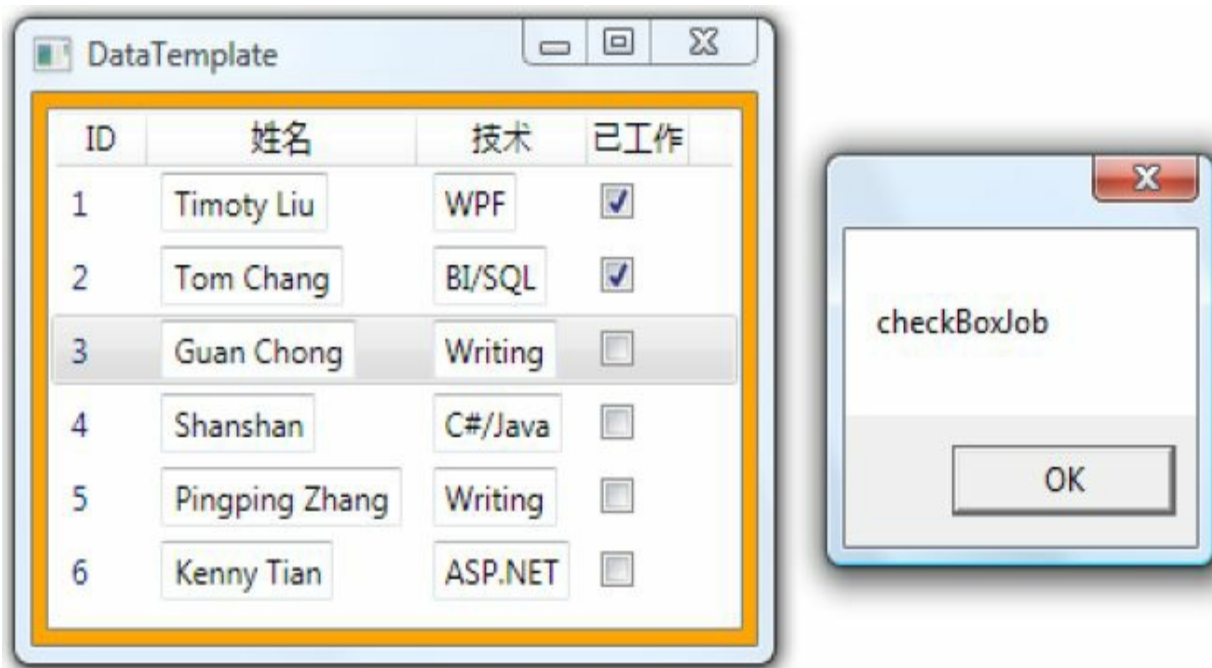 DataTemplate
ID 姓名 技术 已工作
1 Timoty Liu WPF
2 Tom Chang BI/SQL
3 Guan Chong Writing
4 Shanshan C#/Java
5 Pingping Zhang Writing
6 Kenny Tian ASP.NET
checkBoxJob
OK